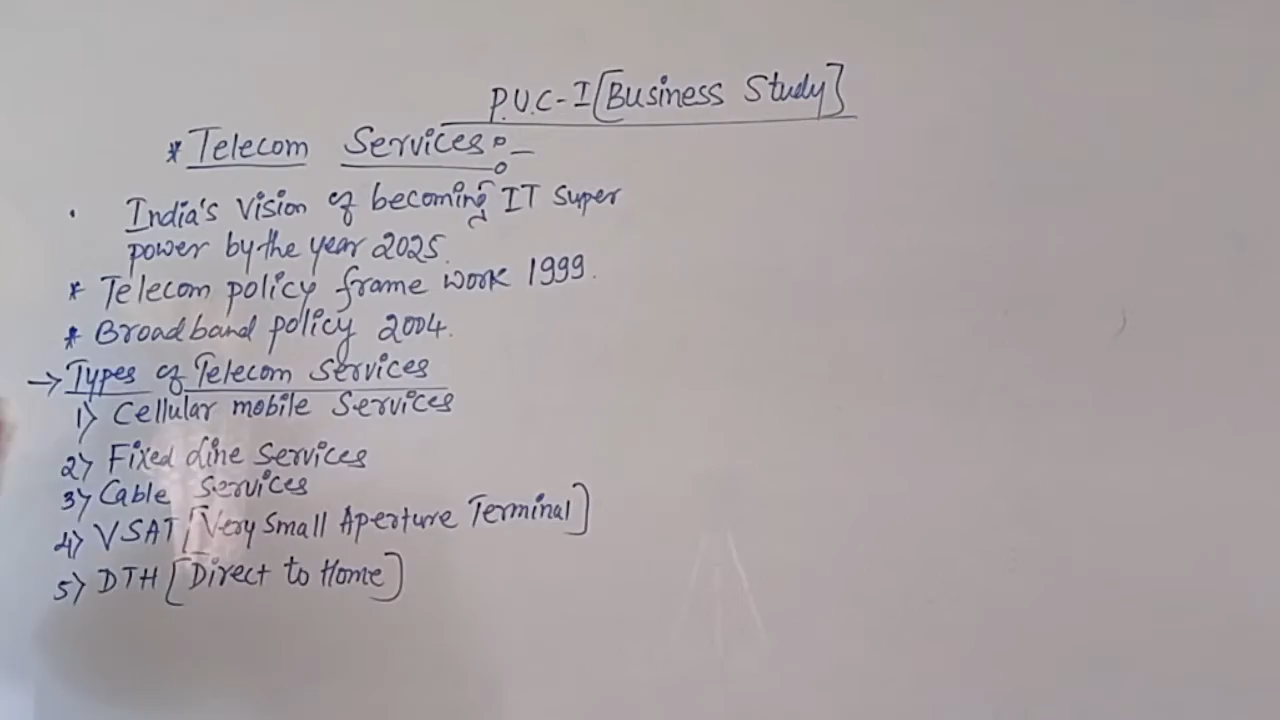 P.U.C-I [Business Study]
* Telecom Services:-
. India's Vision of becoming IT Super
power by the year 2025.
* Telecom policy frame work 1999.
* Broadband policy 2004.
→ Types of Telecom Services
1) Cellular mobile Services
2) Fixed Line Services
3) Cable Services
4) VSAT [Very Small Aperture Terminal]
5) DTH [Direct to Home]